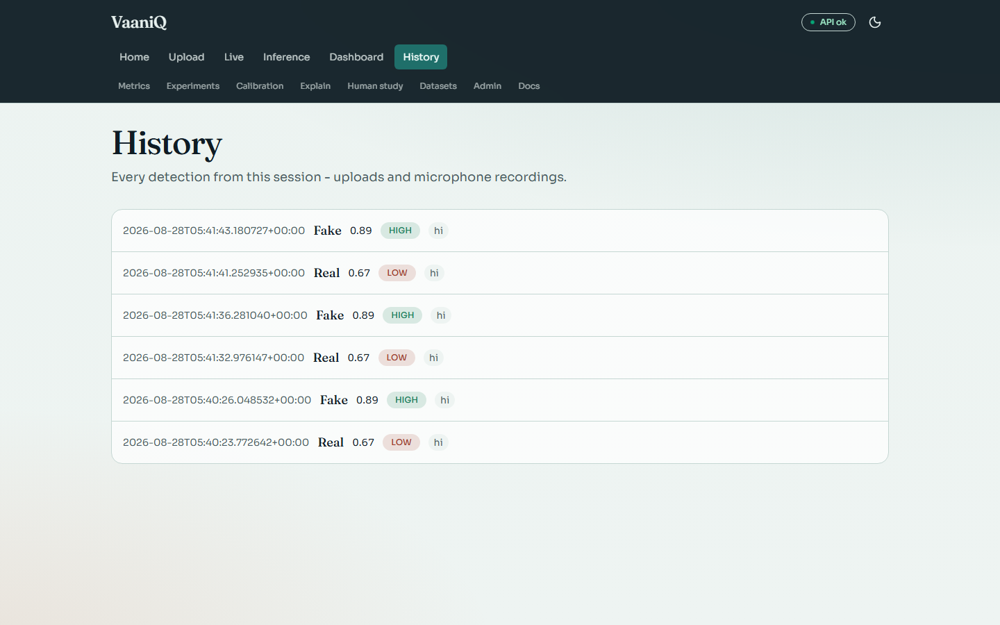 VaaniQ
API ok
Home Upload Live Inference Dashboard History
Metrics Experiments Calibration Explain Human study Datasets Admin Docs
History
Every detection from this session - uploads and microphone recordings.
2026-08-28T05:41:43.180727+00:00 Fake 0.89 HIGH hi
2026-08-28T05:41:41.252935+00:00 Real 0.67 LOW hi
2026-08-28T05:41:36.281040+00:00 Fake 0.89 HIGH hi
2026-08-28T05:41:32.976147+00:00 Real 0.67 LOW hi
2026-08-28T05:40:26.048532+00:00 Fake 0.89 HIGH hi
2026-08-28T05:40:23.772642+00:00 Real 0.67 LOW hi